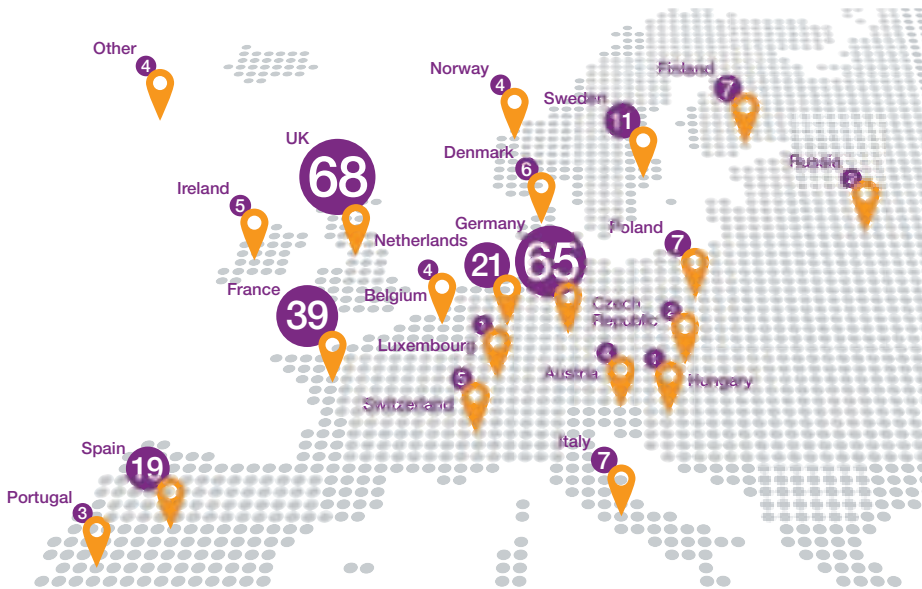 Other
4
Norway
4
Finland
7
Sweden
11
UK
68
Denmark
6
Russia
Ireland
5
Germany
65
Poland
7
Netherlands
21
Belgium
4
France
39
Czech
Republic
2
Luxembourg
1
Austria
Hungary
1
Switzerland
5
Italy
7
Spain
19
Portugal
3